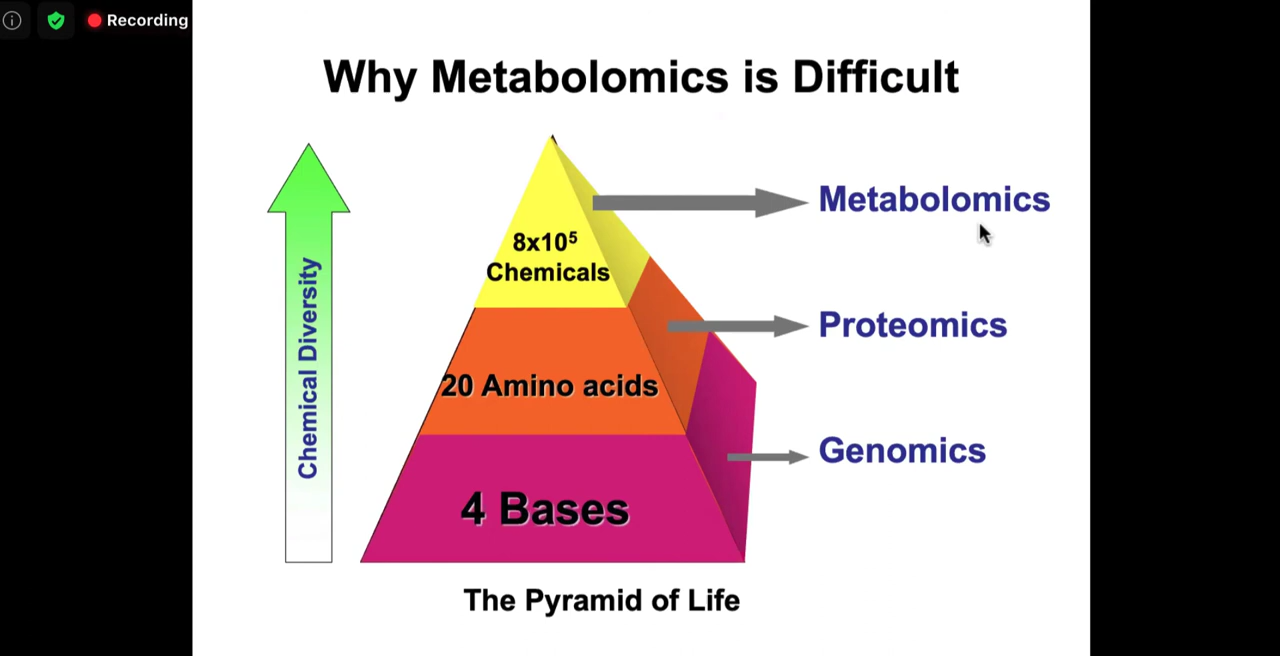 Recording
Why Metabolomics is Difficult
Chemical Diversity
8x10⁵
Chemicals
Metabolomics
20 Amino acids
Proteomics
4 Bases
Genomics
The Pyramid of Life